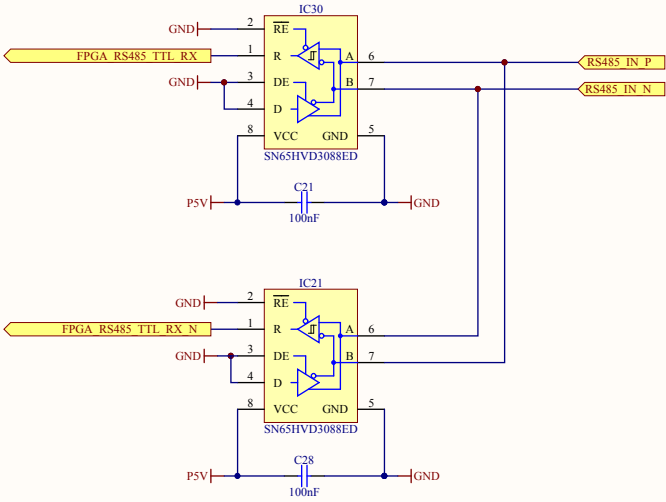 IC30
GND 2 RE
FPGA_RS485_TTL_RX 1 R A 6 RS485_IN_P
GND 3 DE B 7 RS485_IN_N
4 D
8 VCC GND 5
SN65HVD3088ED
C21
P5V GND
100nF
IC21
GND 2 RE
FPGA_RS485_TTL_RX_N 1 R A 6
GND 3 DE B 7
4 D
8 VCC GND 5
SN65HVD3088ED
C28
P5V GND
100nF